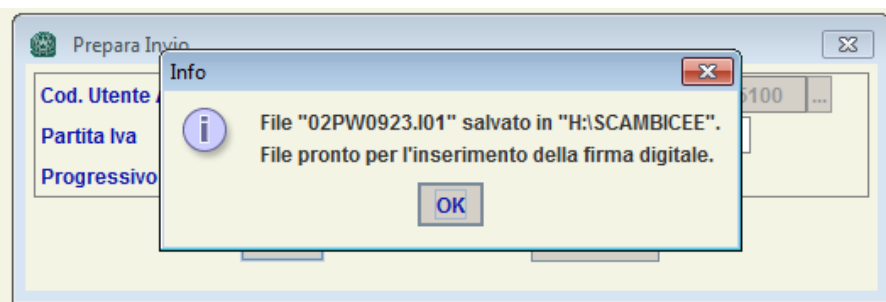 Prepara Invio
Info
Cod. Utente
5100
...
Partita Iva
File "02PW0923.I01" salvato in "H:\SCAMBICEE".
File pronto per l'inserimento della firma digitale.
Progressivo
OK